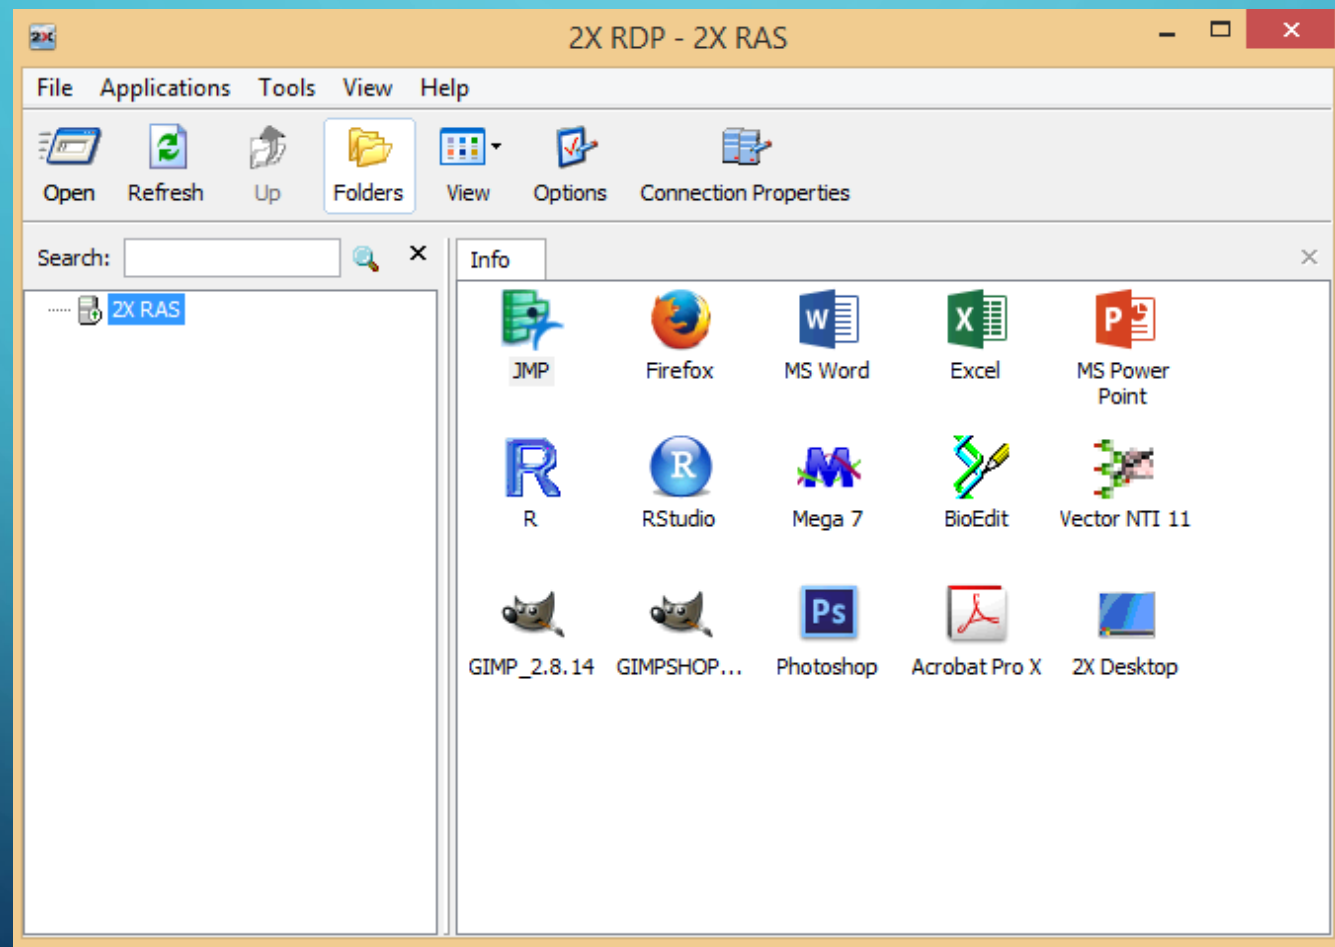 2X
2X RDP - 2X RAS
File Applications Tools View Help
Open Refresh Up Folders View Options Connection Properties
Search:
Info
2X RAS
W X P
JMP Firefox MS Word Excel MS Power
Point
R R
R RStudio Mega 7 BioEdit Vector NTI 11
Ps
GIMP_2.8.14 GIMPSHOP... Photoshop Acrobat Pro X 2X Desktop